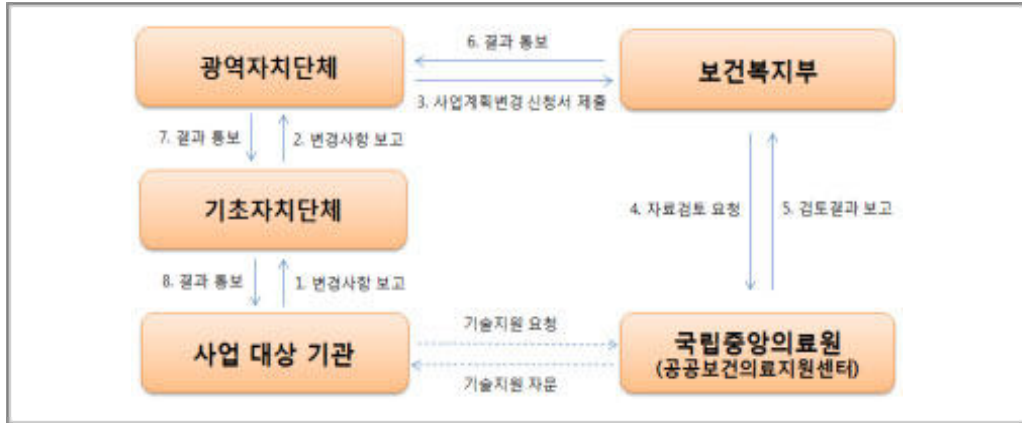 6. 결과 통보
광역자치단체
보건복지부
3. 사업계획변경 신청서 제출
7. 결과 통보
2. 변경사항 보고
기초자치단체
4. 자료검토 요청
5. 검토결과 보고
8. 결과 통보
1. 변경사항 보고
기술지원 요청
사업 대상 기관
국립중앙의료원
(공공보건의료지원센터)
기술지원 자문